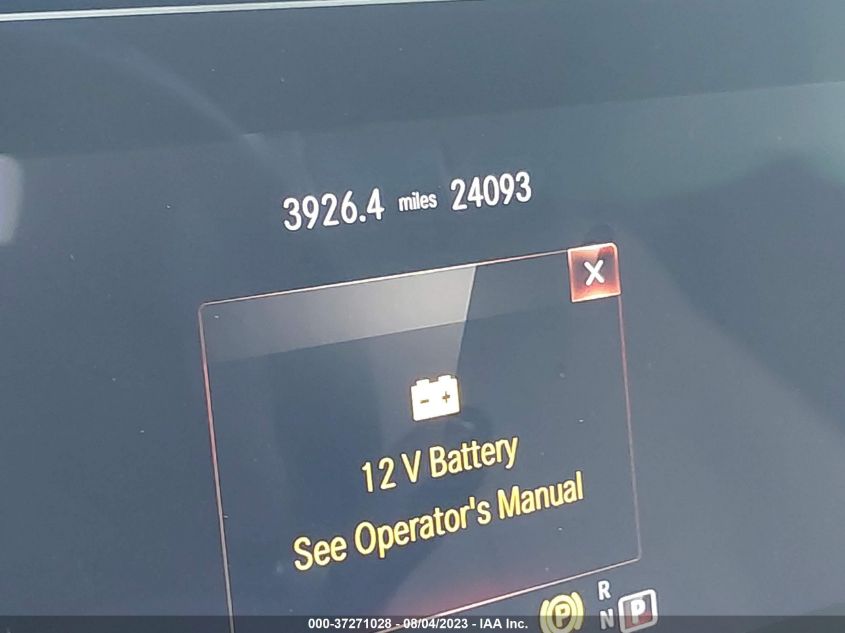 3926.4 miles 24093
X
12 V Battery
See Operator's Manual
P R
N P
000-37271028 - 08/04/2023 - IAA Inc.